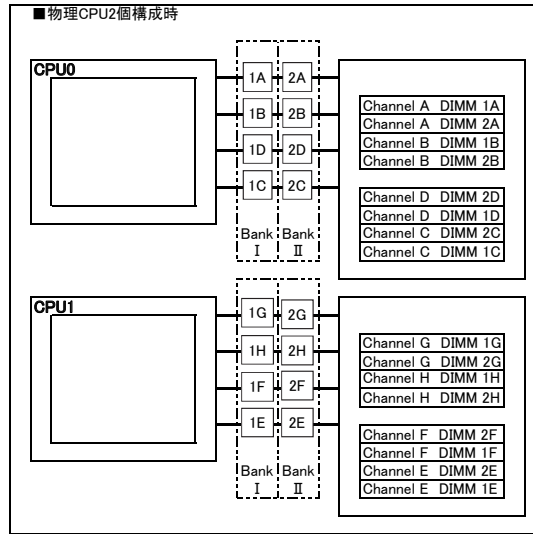 ■物理CPU2個構成時
CPU0
1A 2A
1B 2B
1D 2D
1C 2C
Bank Bank
Ⅰ Ⅱ
Channel A DIMM 1A
Channel A DIMM 2A
Channel B DIMM 1B
Channel B DIMM 2B
Channel D DIMM 2D
Channel D DIMM 1D
Channel C DIMM 2C
Channel C DIMM 1C
CPU1
1G 2G
1H 2H
1F 2F
1E 2E
Bank Bank
Ⅰ Ⅱ
Channel G DIMM 1G
Channel G DIMM 2G
Channel H DIMM 1H
Channel H DIMM 2H
Channel F DIMM 2F
Channel F DIMM 1F
Channel E DIMM 2E
Channel E DIMM 1E